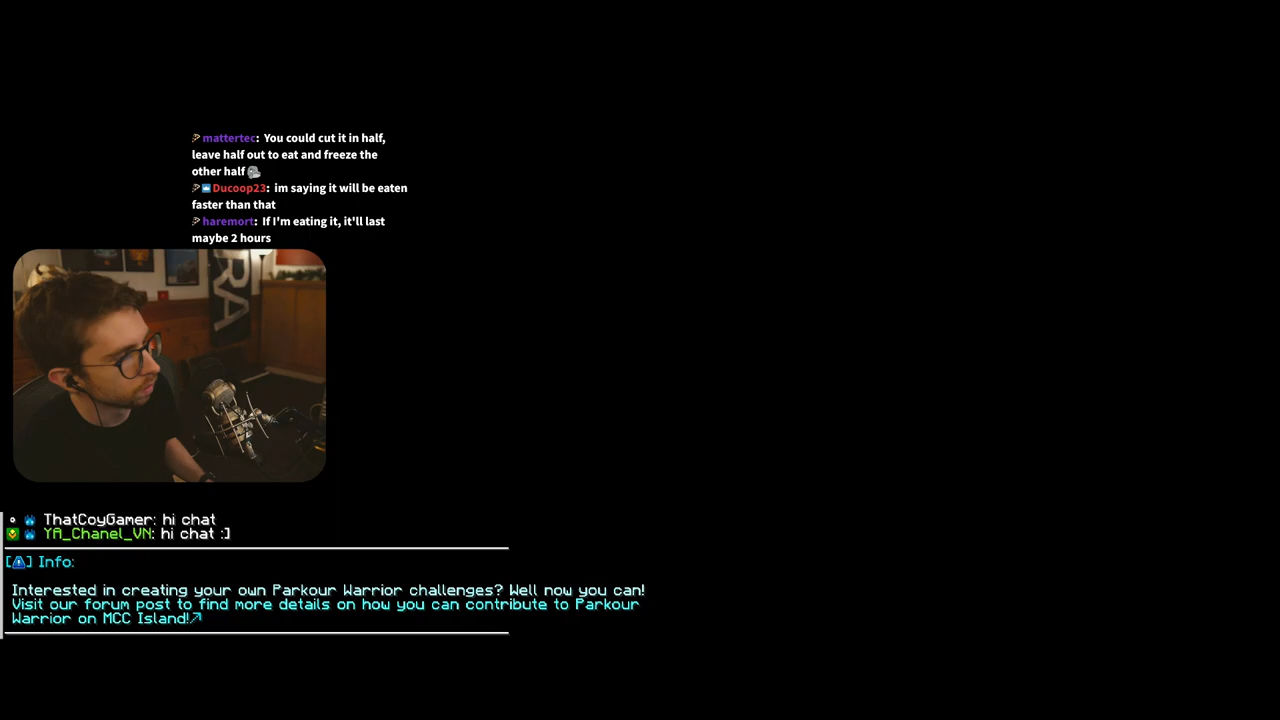 mattertec: You could cut it in half,
leave half out to eat and freeze the
other half
Ducoop23: im saying it will be eaten
faster than that
haremort: If I'm eating it, it'll last
maybe 2 hours
RA
ThatCoyGamer: hi chat
YA_Chanel_VN: hi chat :]
[⚠] Info:
Interested in creating your own Parkour Warrior challenges? Well now you can!
Visit our forum post to find more details on how you can contribute to Parkour
Warrior on MCC Island!↗